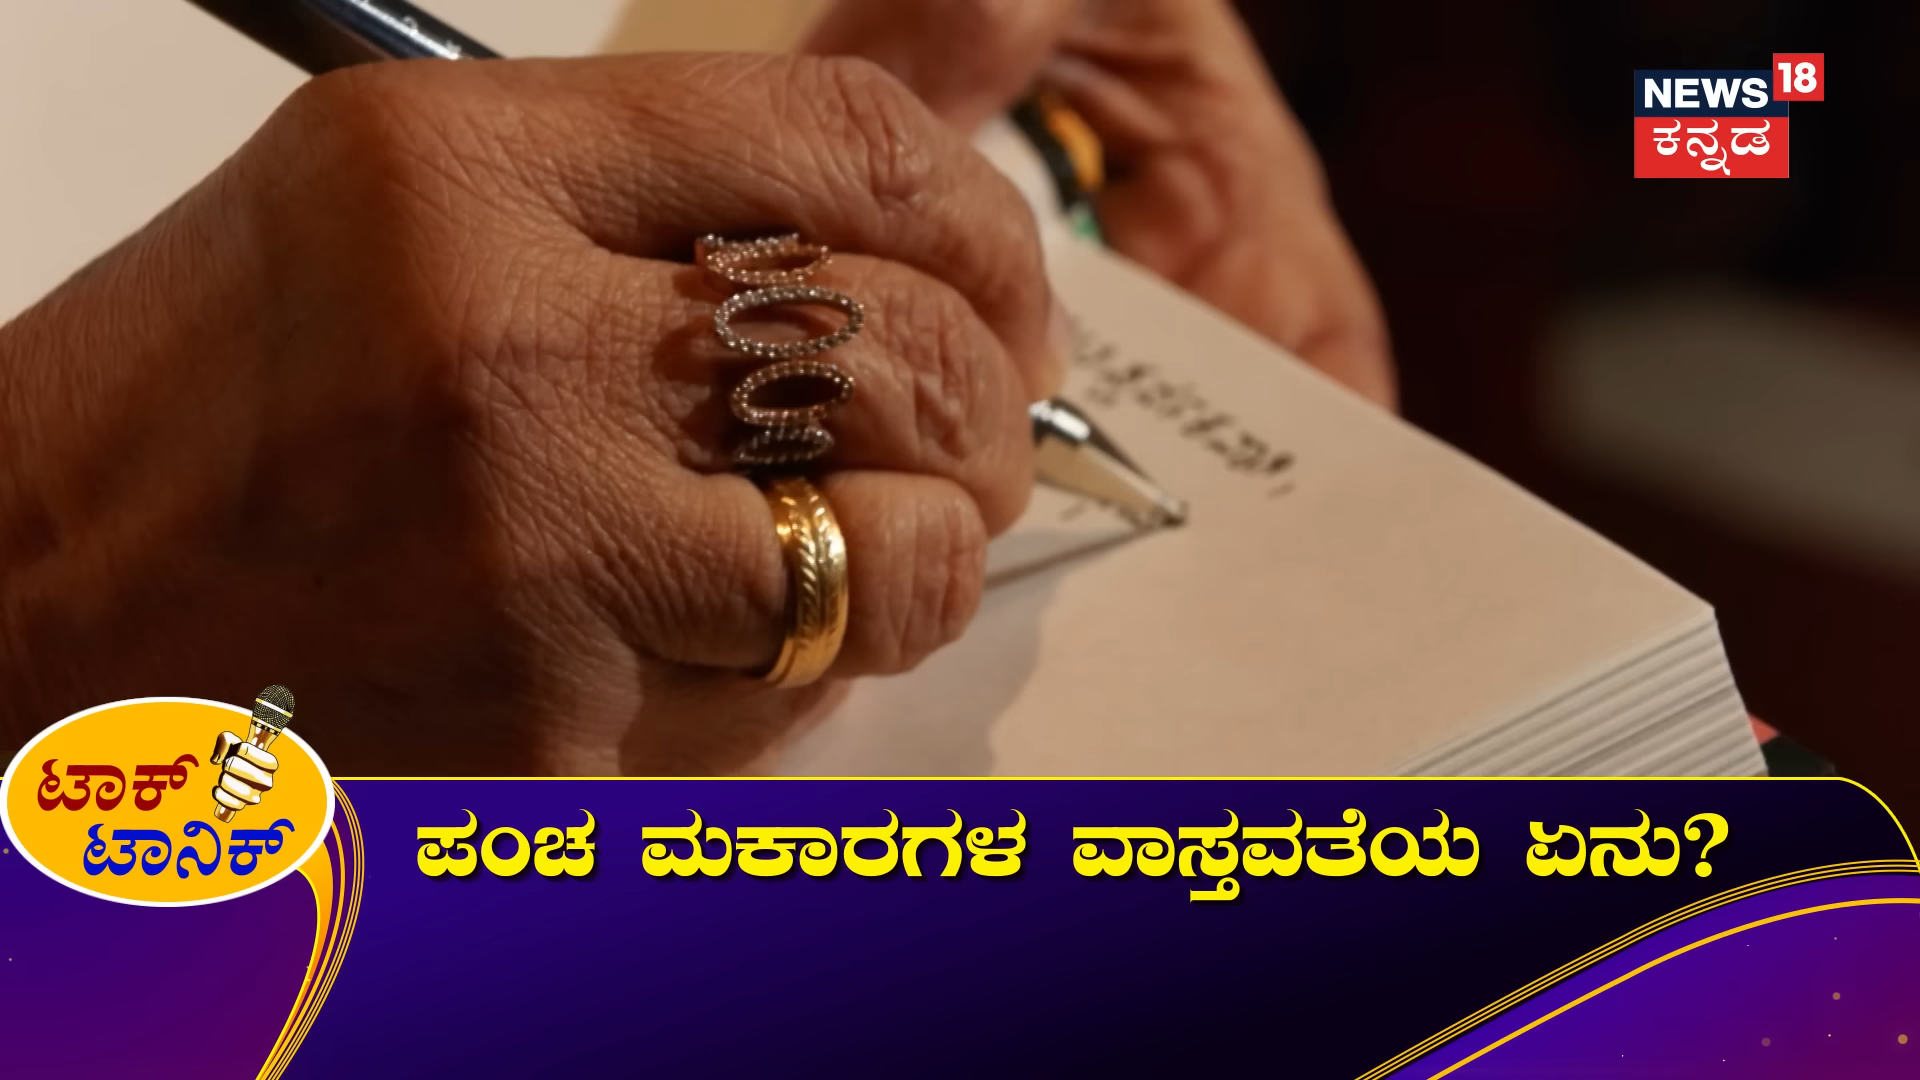 NEWS 18
ಕನ್ನಡ
ಟಾಕ್
ಟಾನಿಕ್
ಪಂಚ ಮಕಾರಗಳ ವಾಸ್ತವತೆಯ ಏನು?